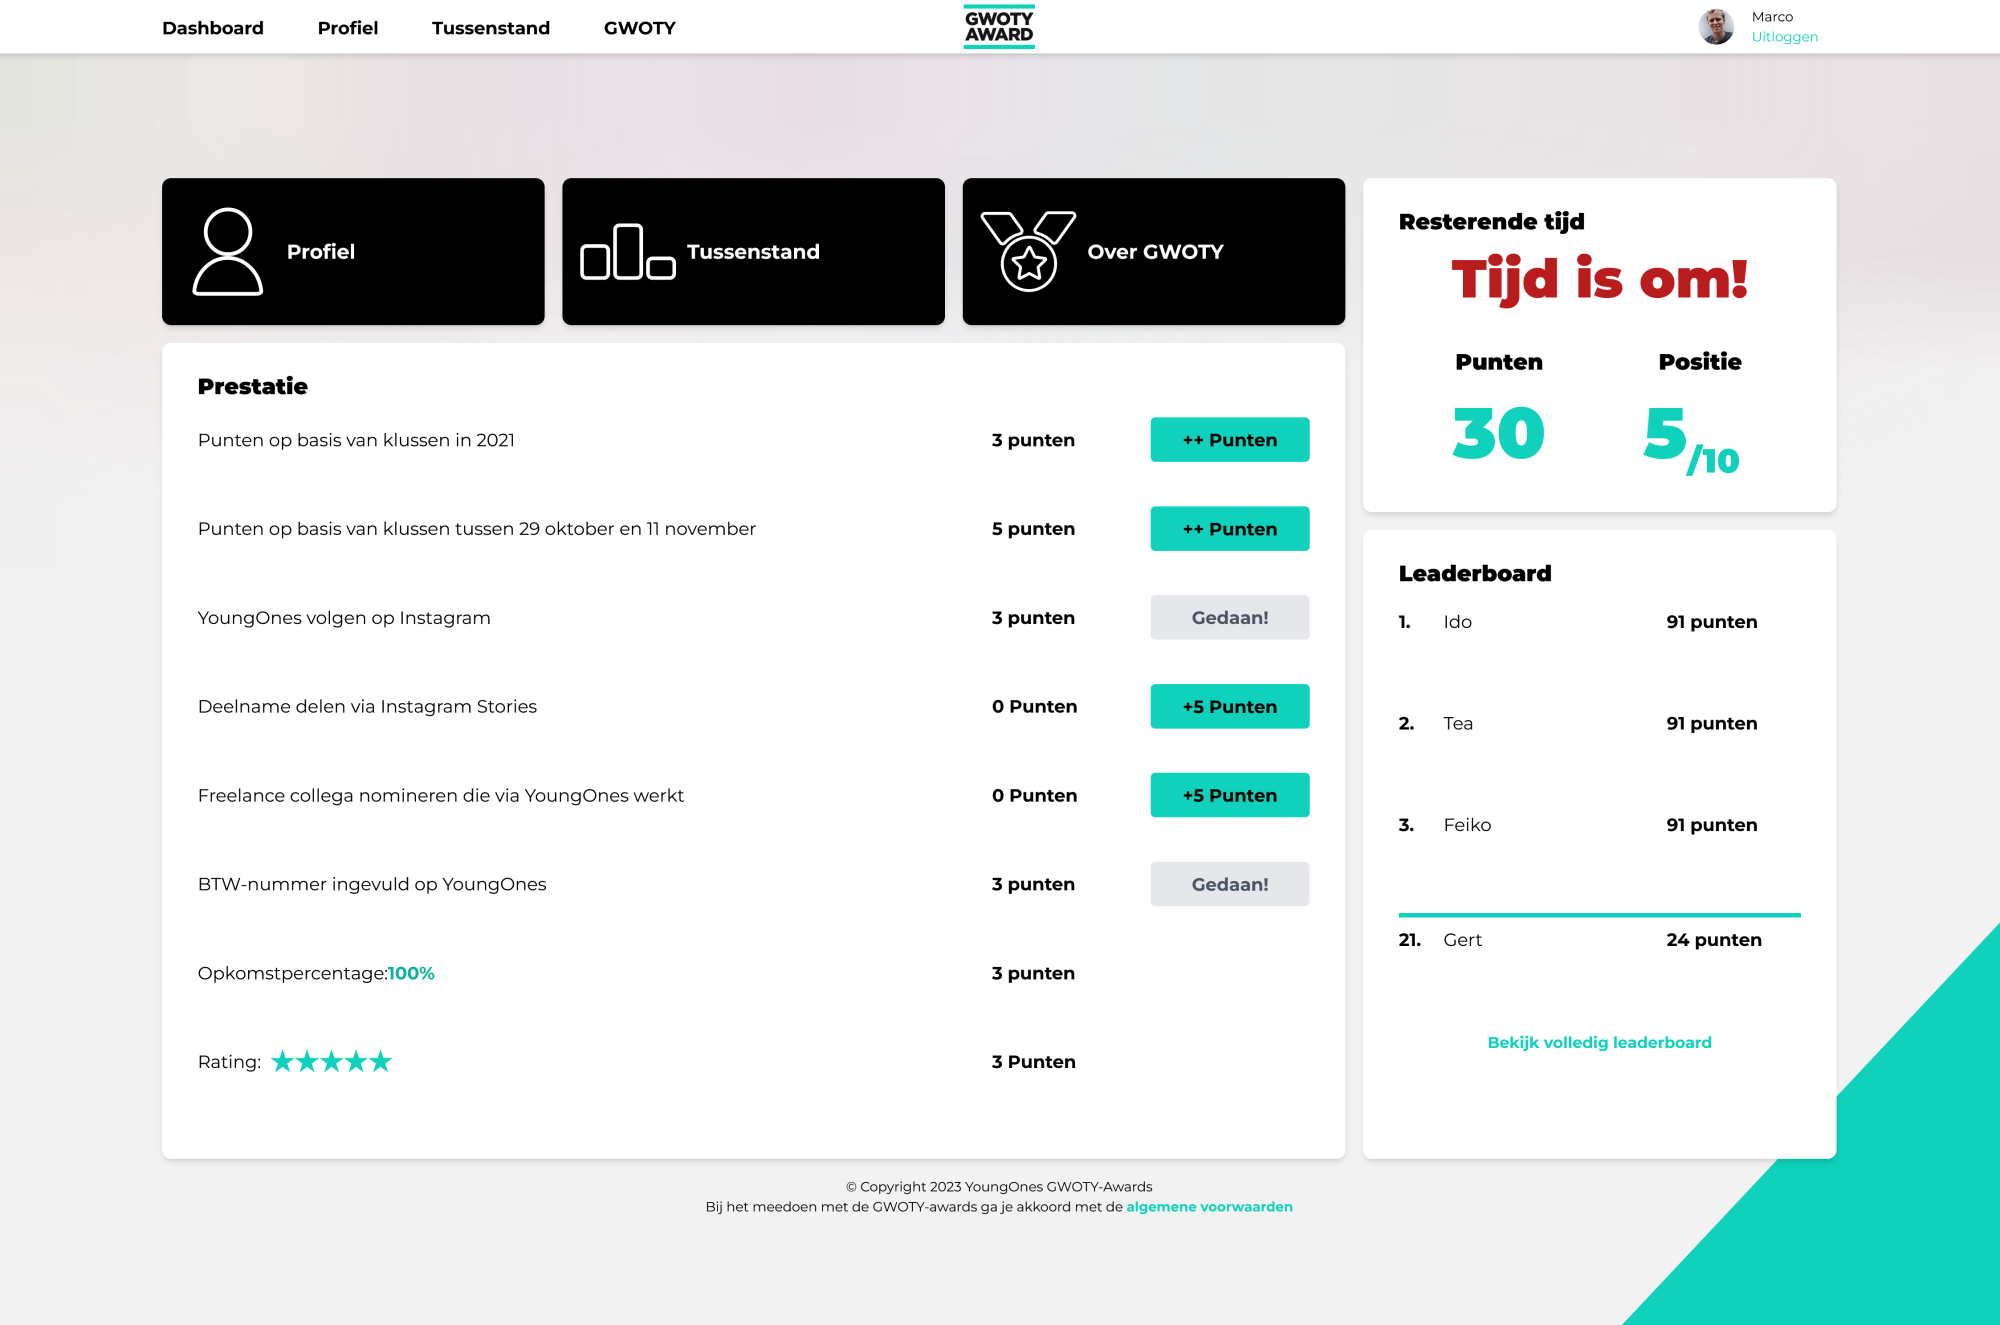 Dashboard Profiel Tussenstand GWOTY
GWOTY
AWARD
Marco
Uitloggen
Profiel
Tussenstand
Over GWOTY
Resterende tijd
Tijd is om!
Punten Positie
30 5/10
Prestatie
Punten op basis van klussen in 2021 3 punten ++ Punten
Punten op basis van klussen tussen 29 oktober en 11 november 5 punten ++ Punten
YoungOnes volgen op Instagram 3 punten Gedaan!
Deelname delen via Instagram Stories 0 Punten +5 Punten
Freelance collega nomineren die via YoungOnes werkt 0 Punten +5 Punten
BTW-nummer ingevuld op YoungOnes 3 punten Gedaan!
Opkomstpercentage:100% 3 punten
Rating: ★★★★★ 3 Punten
Leaderboard
1. Ido 91 punten
2. Tea 91 punten
3. Feiko 91 punten
21. Gert 24 punten
Bekijk volledig leaderboard
© Copyright 2023 YoungOnes GWOTY-Awards
Bij het meedoen met de GWOTY-awards ga je akkoord met de algemene voorwaarden